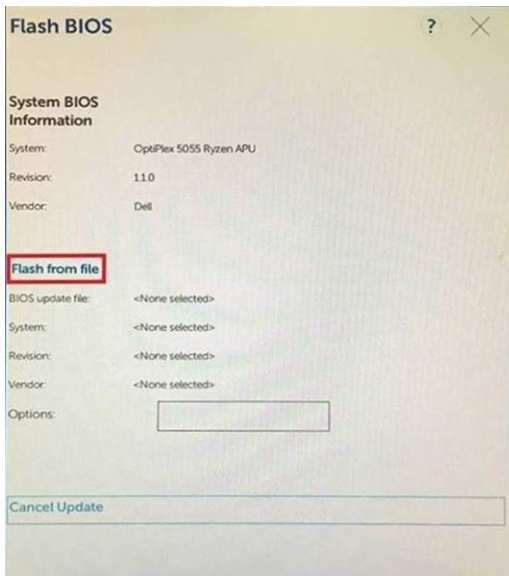 Flash BIOS ?
System BIOS
Information
System: OptiPlex 5055 Ryzen APU
Revision: 1.1.0
Vendor: Dell
Flash from file
BIOS update file: <None selected>
System: <None selected>
Revision: <None selected>
Vendor: <None selected>
Options:
Cancel Update